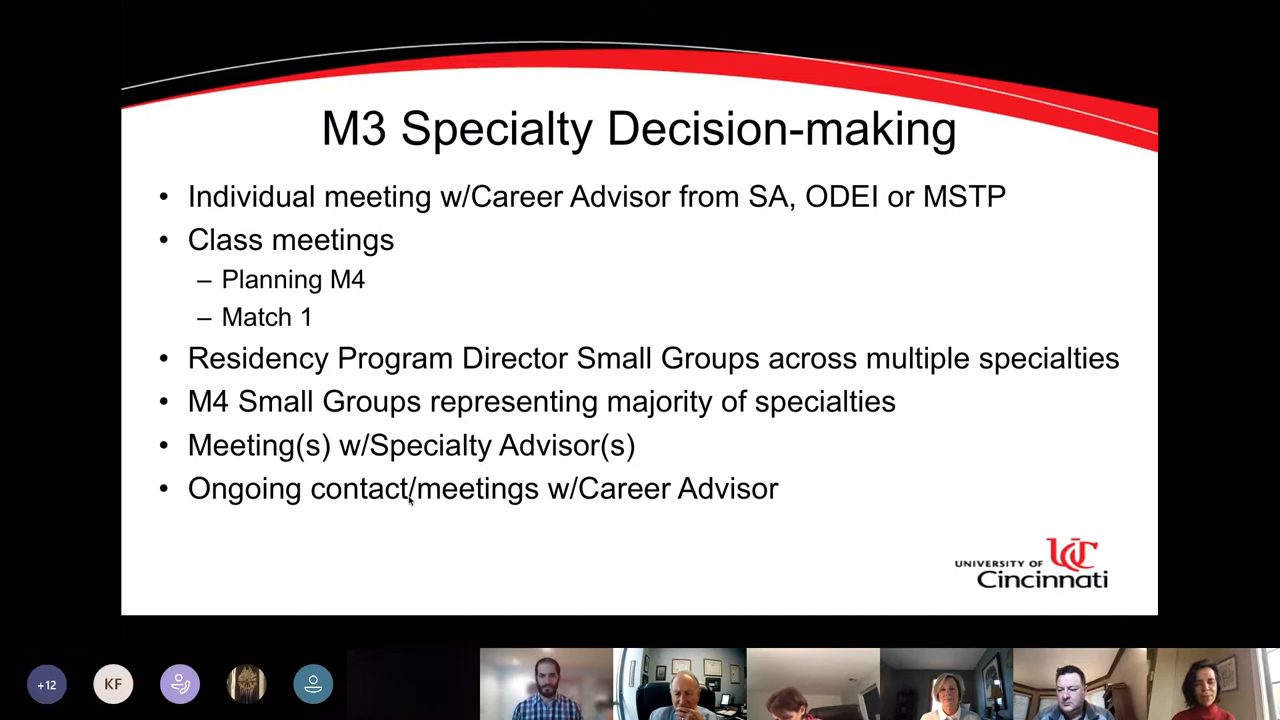 M3 Specialty Decision-making
• Individual meeting w/Career Advisor from SA, ODEI or MSTP
• Class meetings
– Planning M4
– Match 1
• Residency Program Director Small Groups across multiple specialties
• M4 Small Groups representing majority of specialties
• Meeting(s) w/Specialty Advisor(s)
• Ongoing contact/meetings w/Career Advisor
UC
UNIVERSITY OF
Cincinnati
+12
KF